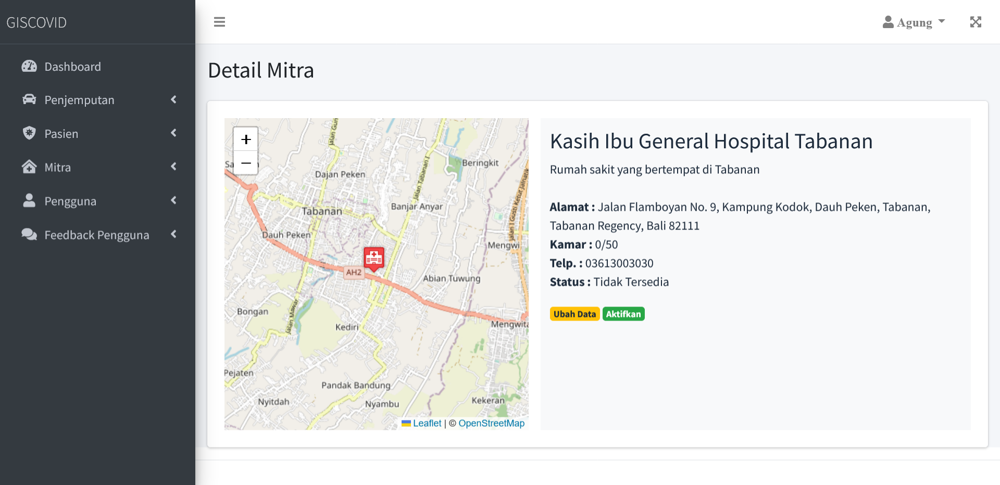 GISCOVID
Agung
Dashboard
Penjemputan
Pasien
Mitra
Pengguna
Feedback Pengguna
Detail Mitra
+
−
Jalan Tabanan I
Beringkit
Dajan Peken
Banjar Anyar
Tabanan
Jalan I Gusti Ketut Jelantik
Dauh Peken
Mengwi
AH2
Abian Tuwung
Bongan
Jalan Mawar
Kediri
Mengwita
Pejaten
Pandak Bandung
Nyitdah
Nyambu
Kekeran
Leaflet | © OpenStreetMap
Kasih Ibu General Hospital Tabanan
Rumah sakit yang bertempat di Tabanan
Alamat : Jalan Flamboyan No. 9, Kampung Kodok, Dauh Peken, Tabanan,
Tabanan Regency, Bali 82111
Kamar : 0/50
Telp. : 03613003030
Status : Tidak Tersedia
Ubah Data Aktifkan